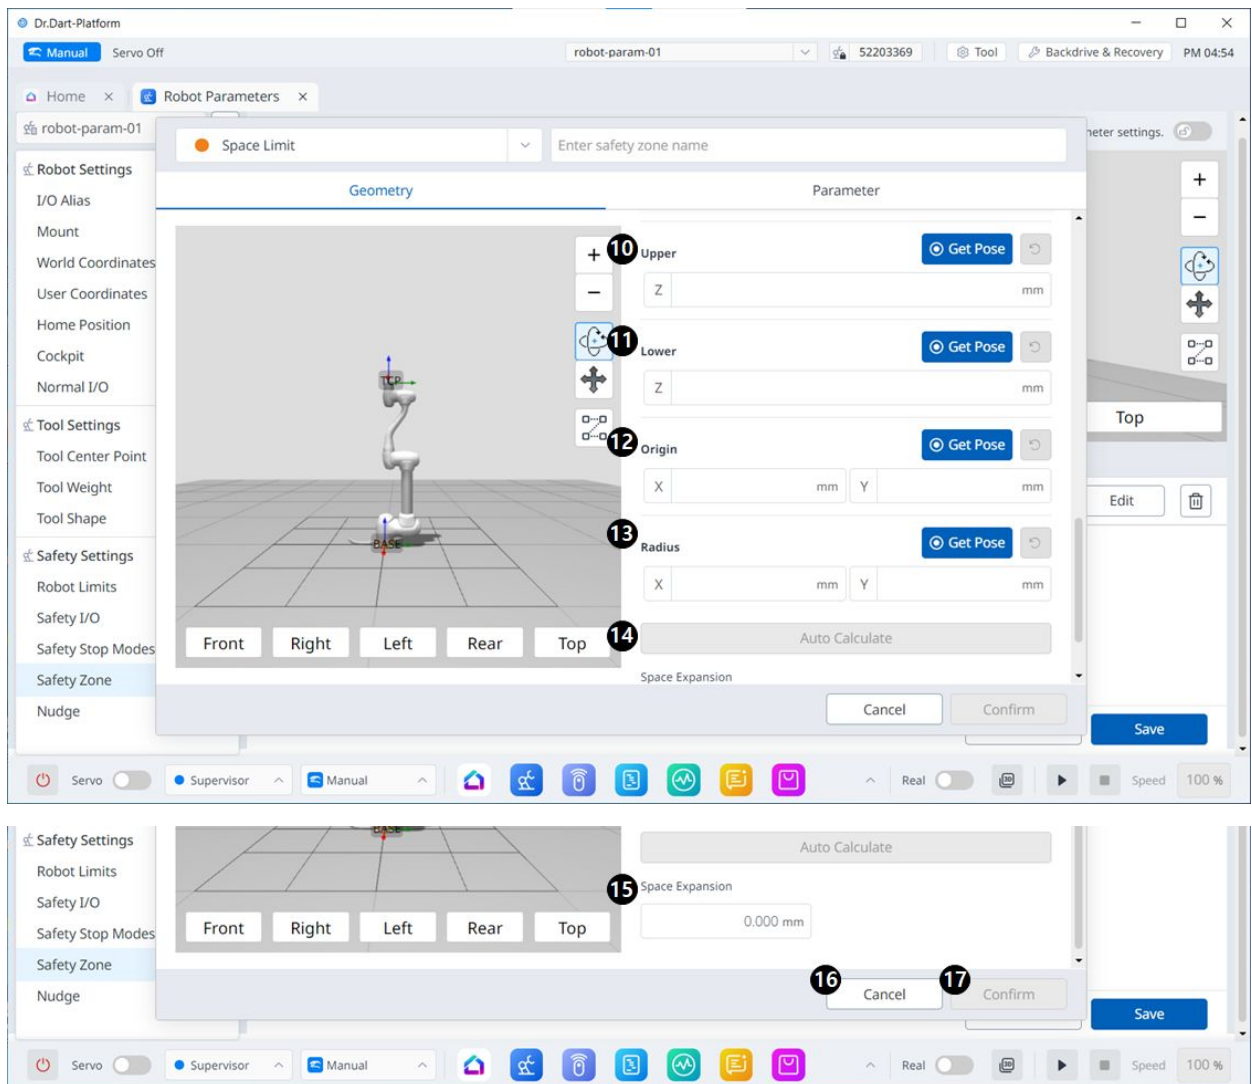 Dr.Dart-Platform
Manual Servo Off robot-param-01 52203369 Tool Backdrive & Recovery PM 04:54
Home Robot Parameters
robot-param-01 Space Limit Enter safety zone name neter settings.
Robot Settings
I/O Alias
Mount
World Coordinates
User Coordinates
Home Position
Cockpit
Normal I/O
Tool Settings
Tool Center Point
Tool Weight
Tool Shape
Safety Settings
Robot Limits
Safety I/O
Safety Stop Modes
Safety Zone
Nudge
Geometry Parameter
TCP
BASE
Front Right Left Rear Top
10 Upper Get Pose
Z mm
11 Lower Get Pose
Z mm
12 Origin Get Pose
X mm Y mm
13 Radius Get Pose
X mm Y mm
14 Auto Calculate
Space Expansion
Cancel Confirm
Top
Edit
Save
Servo Supervisor Manual Real 3D Speed 100 %
Safety Settings
Robot Limits
Safety I/O
Safety Stop Modes
Safety Zone
Nudge
BASE
Front Right Left Rear Top
Auto Calculate
15 Space Expansion
0.000 mm
16 Cancel 17 Confirm
Save
Servo Supervisor Manual Real 3D Speed 100 %